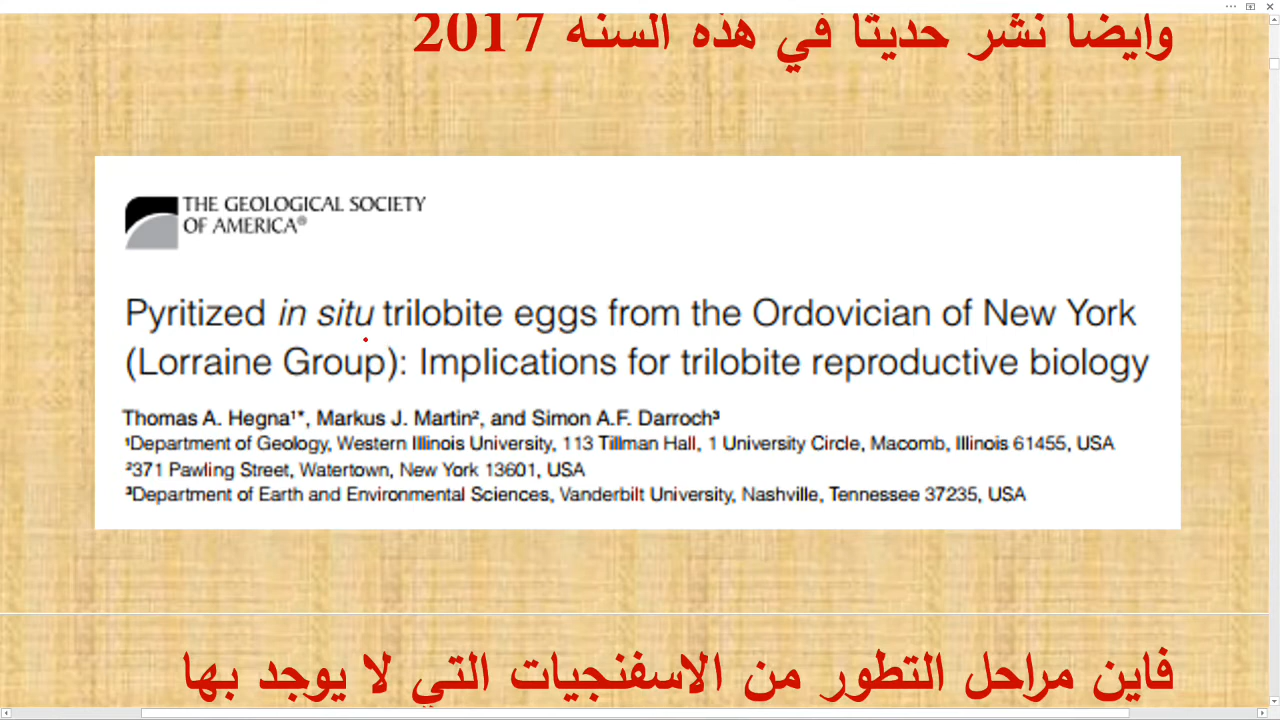 وايضا نشر حديثا في هذه السنه 2017
THE GEOLOGICAL SOCIETY
OF AMERICA®
Pyritized in situ trilobite eggs from the Ordovician of New York
(Lorraine Group): Implications for trilobite reproductive biology
Thomas A. Hegna¹*, Markus J. Martin², and Simon A.F. Darroch³
¹Department of Geology, Western Illinois University, 113 Tillman Hall, 1 University Circle, Macomb, Illinois 61455, USA
²371 Pawling Street, Watertown, New York 13601, USA
³Department of Earth and Environmental Sciences, Vanderbilt University, Nashville, Tennessee 37235, USA
فاين مراحل التطور من الاسفنجيات التي لا يوجد بها